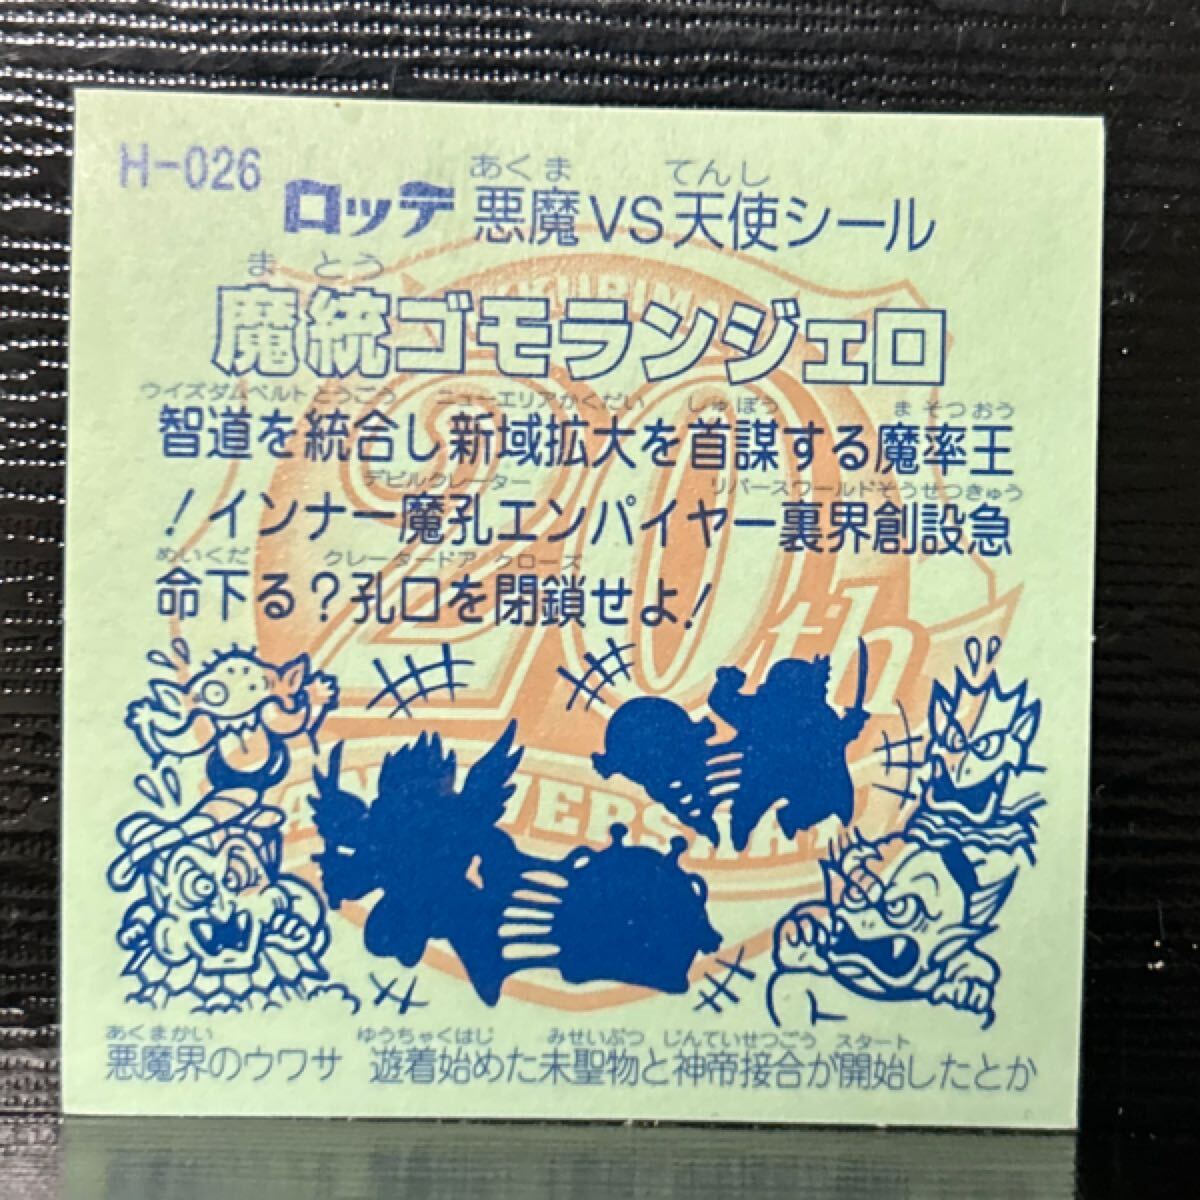 H-026
ロッテ 悪魔VS天使シール
あくま てんし
まとう
魔統ゴモランジェロ
ウイズダムベルト とうごう ニューエリアかくだい しゅぼう まそつおう
智道を統合し新域拡大を首謀する魔率王
デビルクレーター リバースワールドそうせつきゅう
!インナー魔孔エンパイヤー裏界創設急
めいくだ クレータードア クローズ
命下る?孔口を閉鎖せよ!
20th
ANNIVERSARY
あくまかい ゆうちゃくはじ みせいぶつ じんていせつごう スタート
悪魔界のウワサ 遊着始めた未聖物と神帝接合が開始したとか